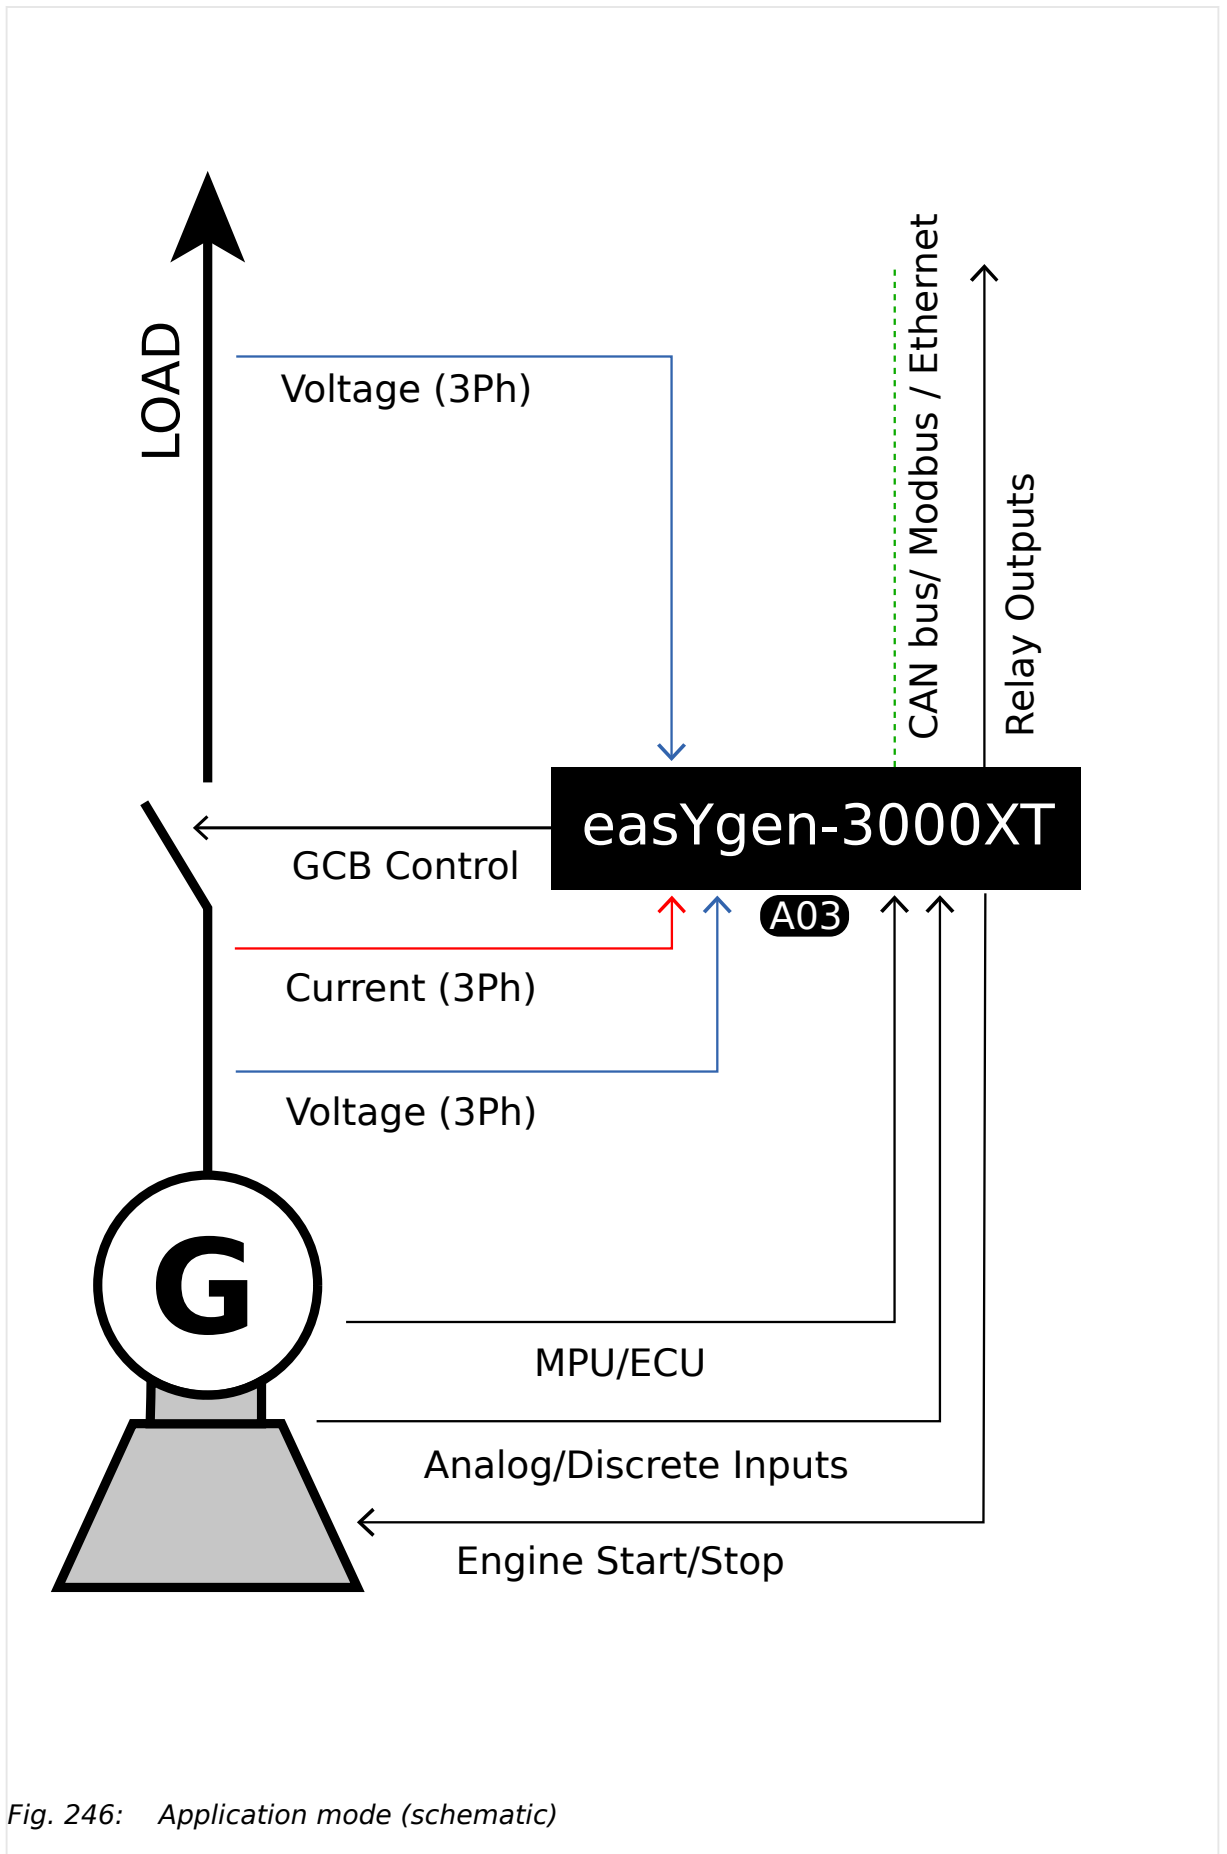 LOAD
Voltage (3Ph)
CAN bus/ Modbus / Ethernet
Relay Outputs
easYgen-3000XT
GCB Control
A03
Current (3Ph)
Voltage (3Ph)
G
MPU/ECU
Analog/Discrete Inputs
Engine Start/Stop
Fig. 246: Application mode (schematic)